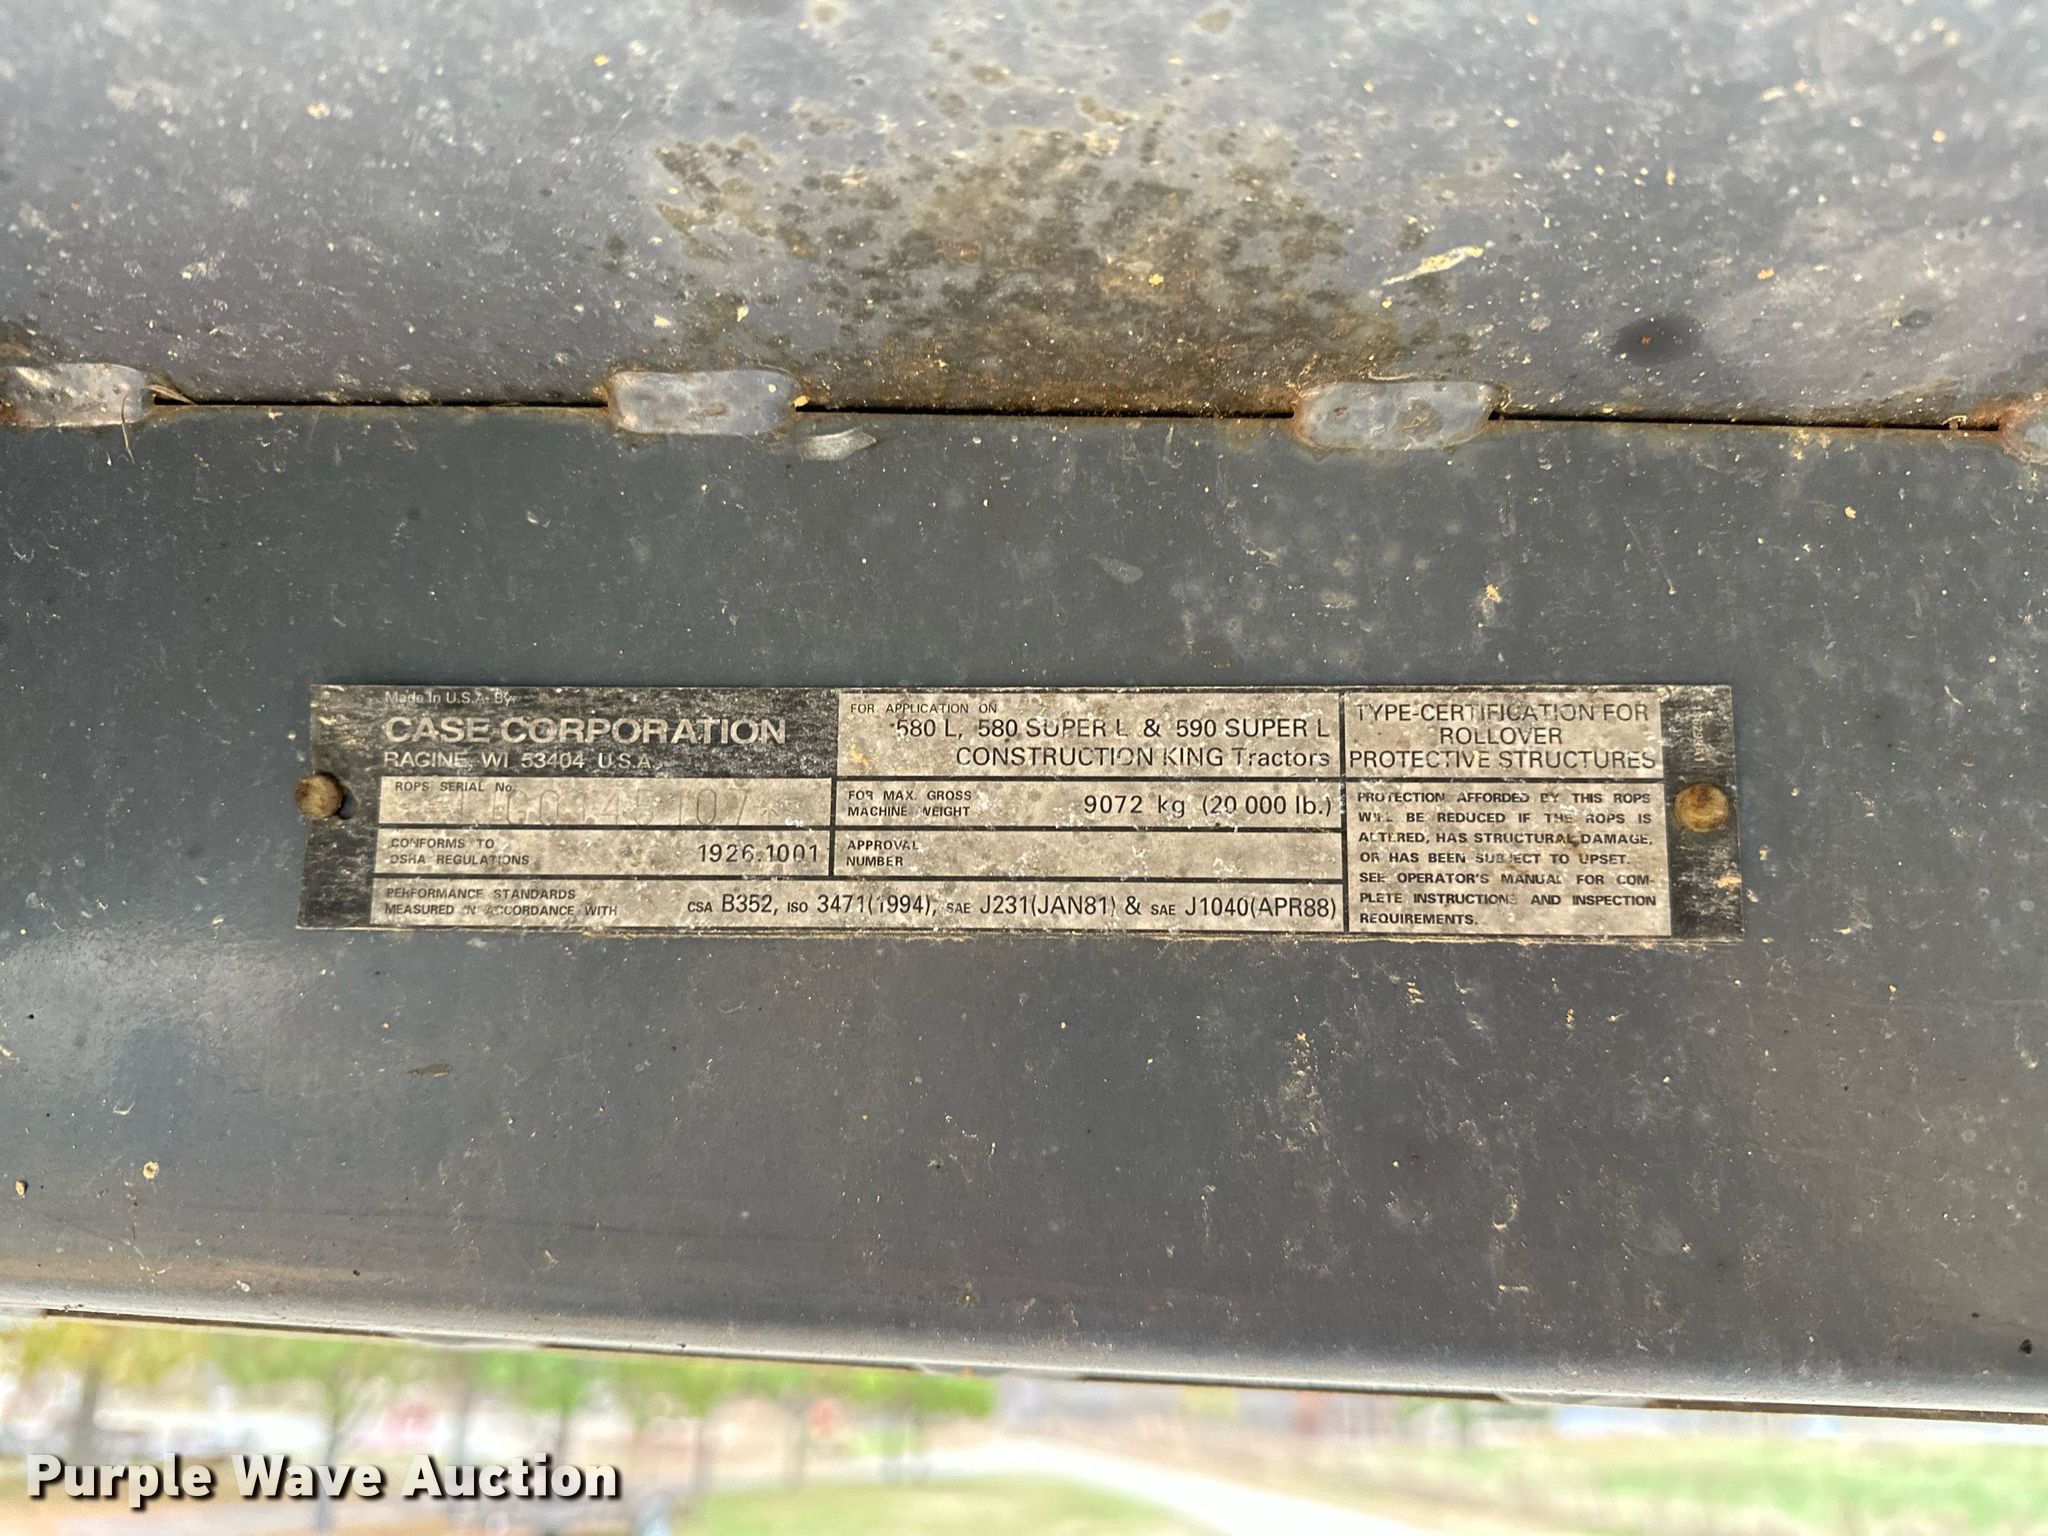 Made In U.S.A. By
CASE CORPORATION
RACINE, WI 53404 U.S.A.
ROPS SERIAL No.
CONFORMS TO
OSHA REGULATIONS
1926.1001
PERFORMANCE STANDARDS
MEASURED IN ACCORDANCE WITH
CSA B352, ISO 3471(1994), SAE J231(JAN81) & SAE J1040(APR88)
FOR APPLICATION ON
580 L, 580 SUPER L & 590 SUPER L
CONSTRUCTION KING Tractors
FOR MAX. GROSS
MACHINE WEIGHT
9072 kg (20 000 lb.)
APPROVAL
NUMBER
TYPE-CERTIFICATION FOR
ROLLOVER
PROTECTIVE STRUCTURES
PROTECTION AFFORDED BY THIS ROPS
WILL BE REDUCED IF THE ROPS IS
ALTERED, HAS STRUCTURAL DAMAGE,
OR HAS BEEN SUBJECT TO UPSET.
SEE OPERATOR'S MANUAL FOR COM-
PLETE INSTRUCTIONS AND INSPECTION
REQUIREMENTS.
Purple Wave Auction